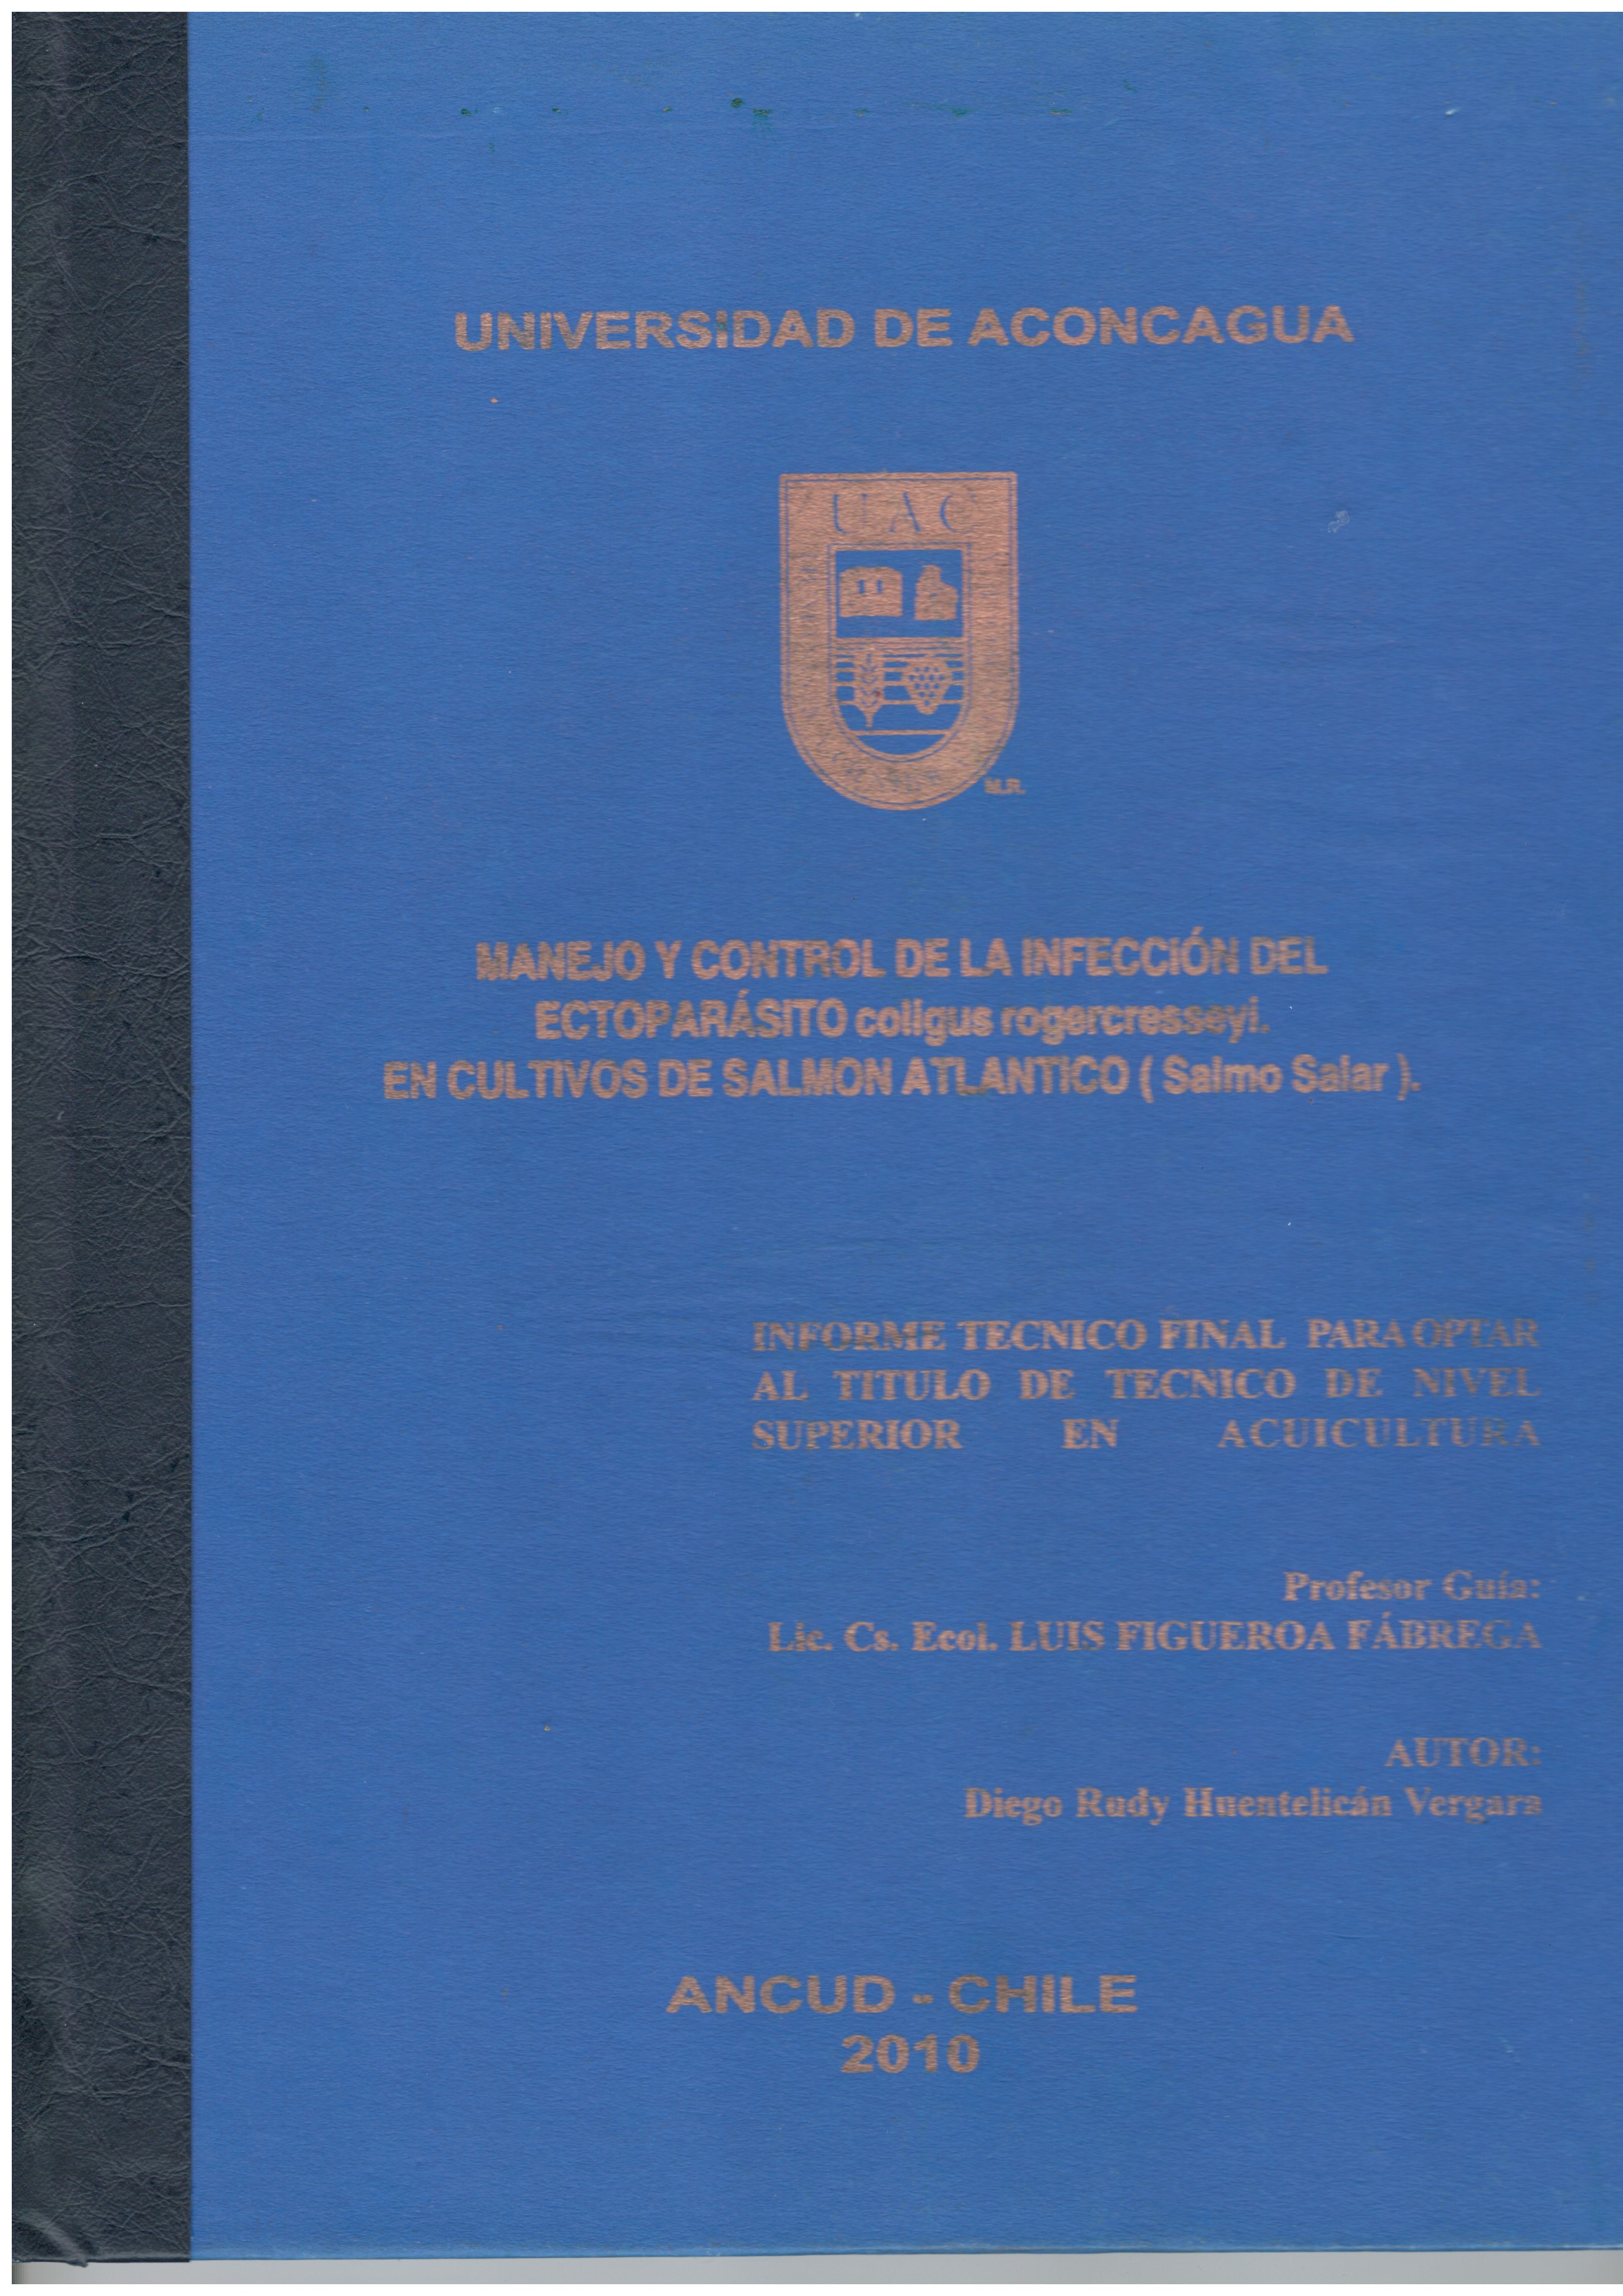 UNIVERSIDAD DE ACONCAGUA
UAC
M.R.
MANEJO Y CONTROL DE LA INFECCIÓN DEL
ECTOPARÁSITO coligus rogercresseyi.
EN CULTIVOS DE SALMON ATLANTICO ( Salmo Salar ).
INFORME TECNICO FINAL PARA OPTAR
AL TITULO DE TECNICO DE NIVEL
SUPERIOR EN ACUICULTURA
Profesor Guía:
Lic. Cs. Ecol. LUIS FIGUEROA FÁBREGA
AUTOR:
Diego Rudy Huentelicán Vergara
ANCUD - CHILE
2010